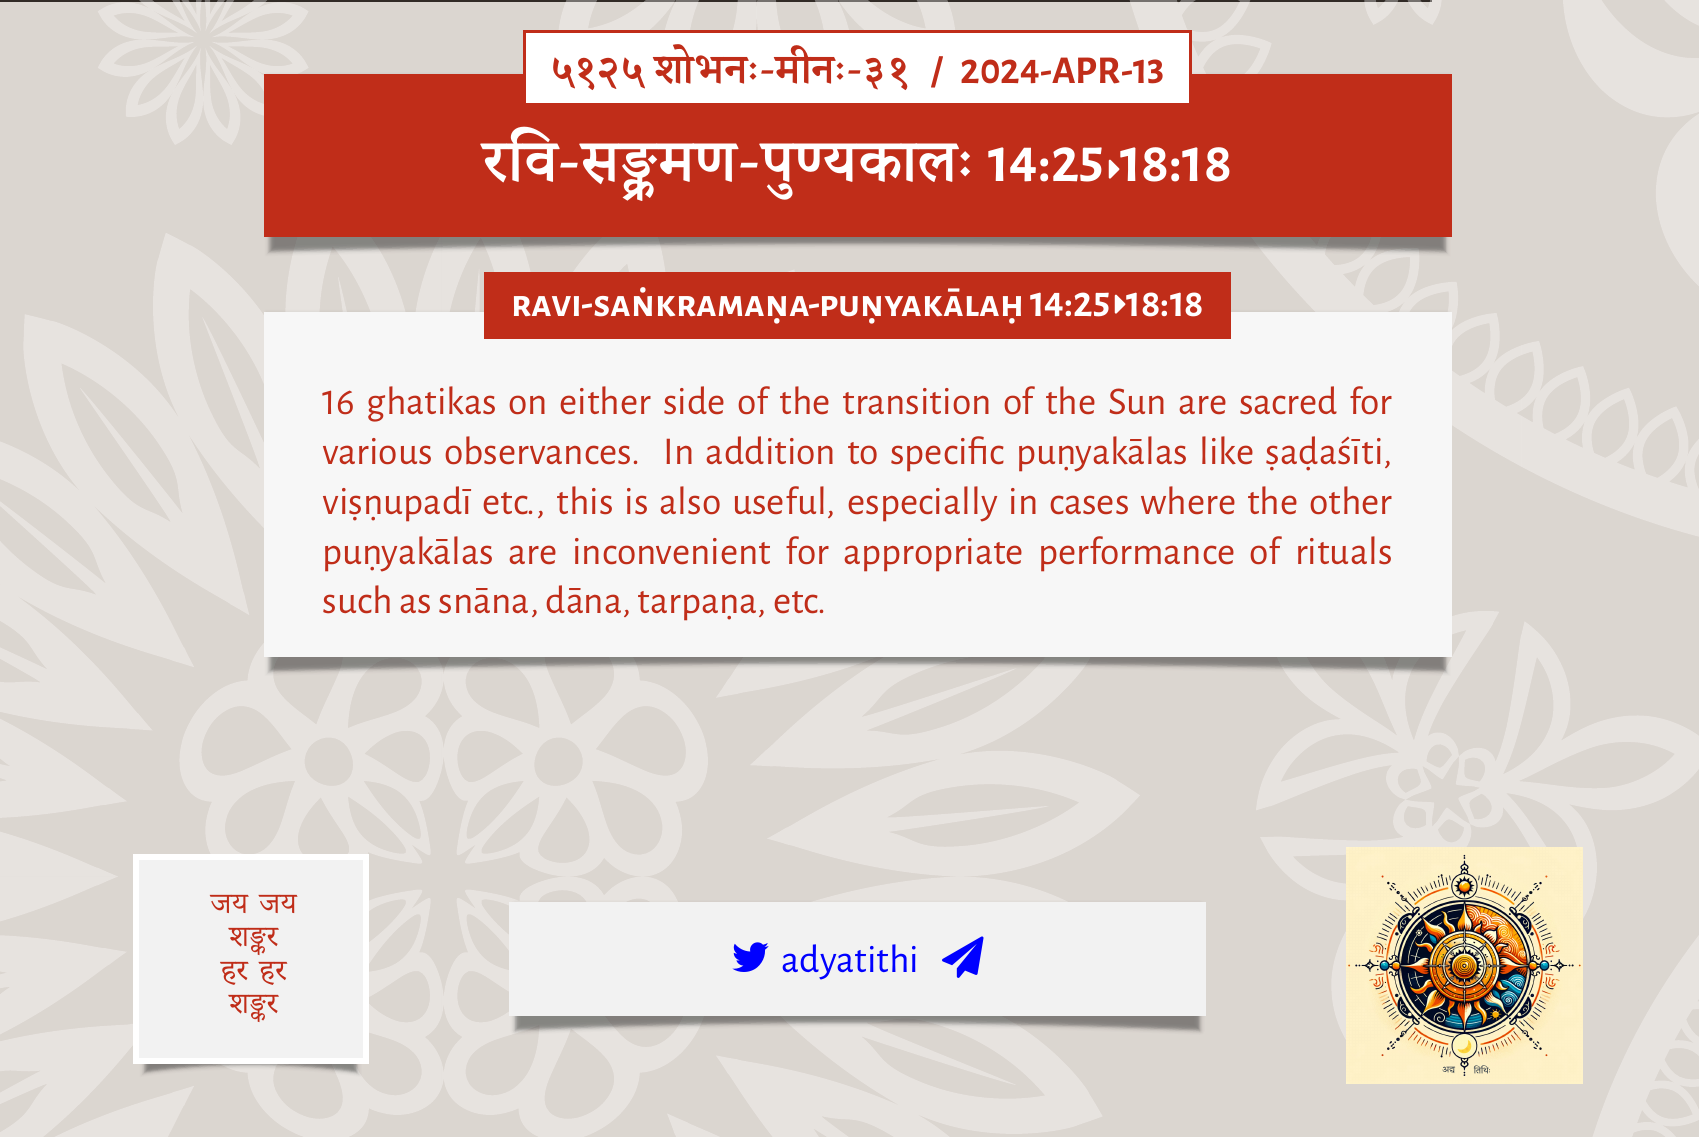 ५१२५ शोभनः-मीनः-३१ / 2024-APR-13
रवि-सङ्क्रमण-पुण्यकालः 14:25▸18:18
RAVI-SAṄKRAMAṆA-PUṆYAKĀLAḤ 14:25▸18:18
16 ghatikas on either side of the transition of the Sun are sacred for
various observances. In addition to specific puṇyakālas like ṣaḍaśīti,
viṣṇupadī etc., this is also useful, especially in cases where the other
puṇyakālas are inconvenient for appropriate performance of rituals
such as snāna, dāna, tarpaṇa, etc.
जय जय
शङ्कर
हर हर
शङ्कर
adyatithi
अद्य तिथिः